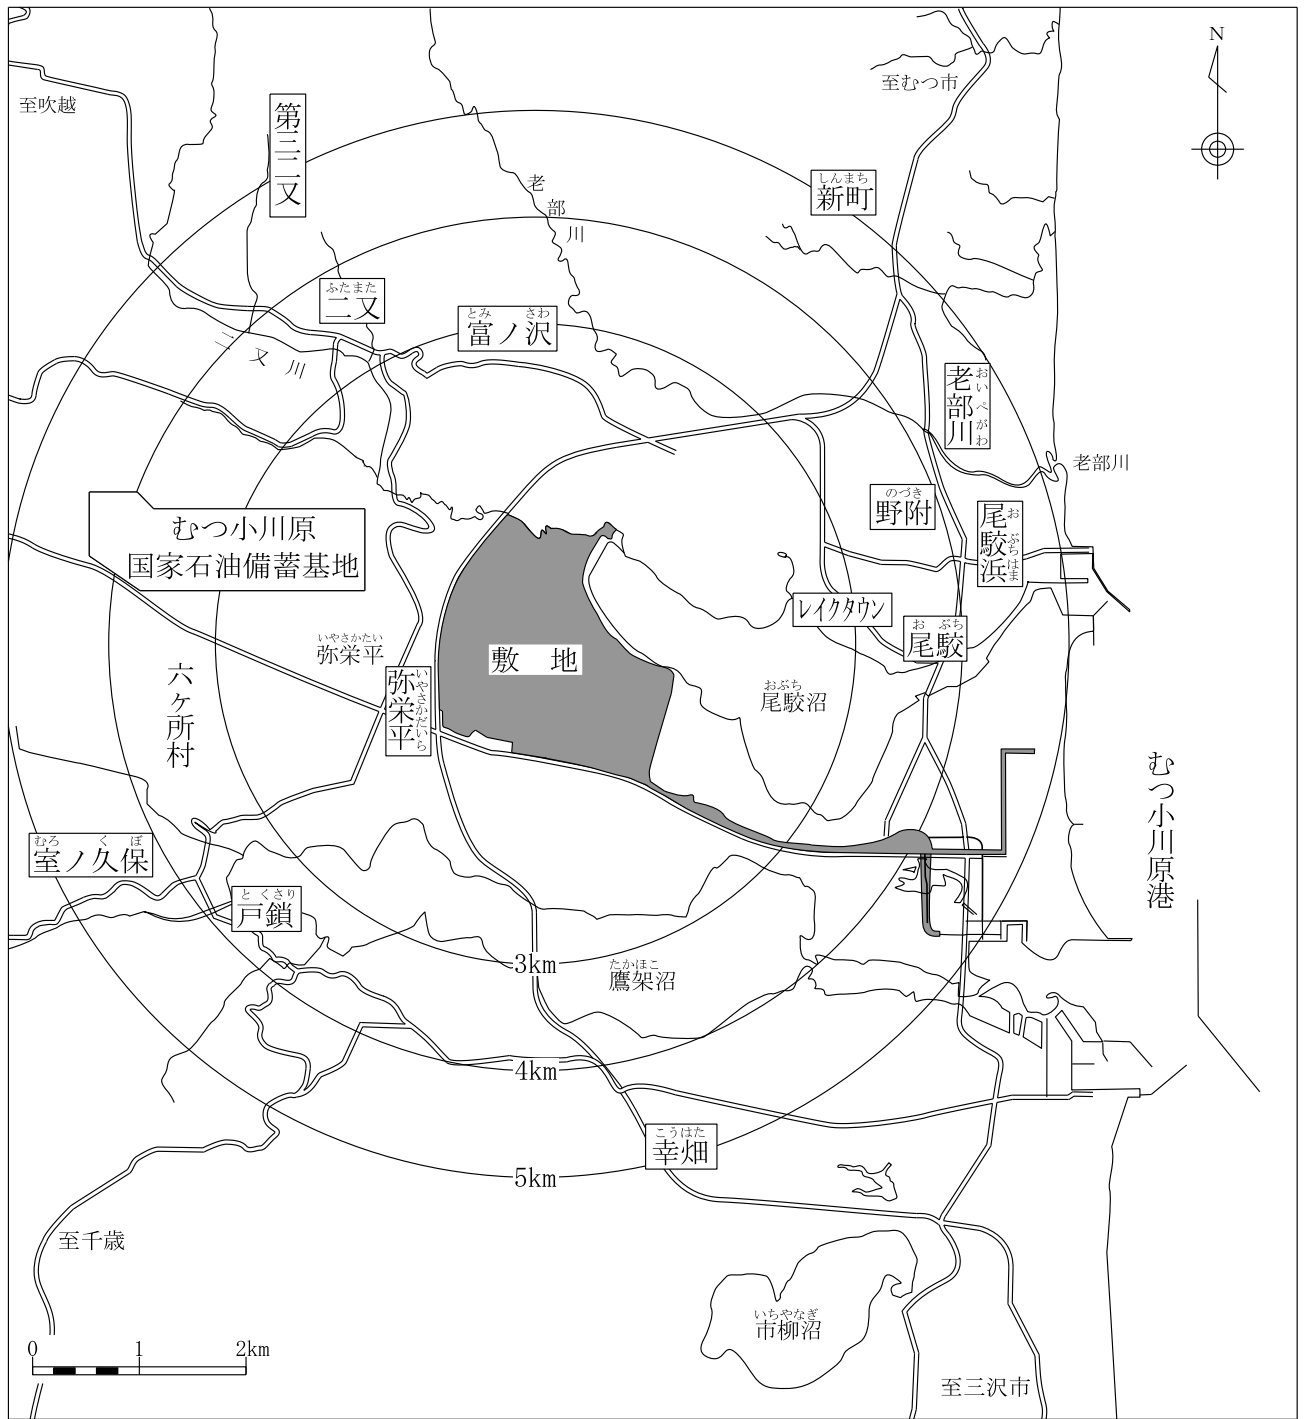 N
至むつ市
至吹越
第三二又
しんまち
新町
老部川
ふたまた
二又
とみ さわ
富ノ沢
二又川
おいぺがわ
老部川
老部川
のづき
野附
おぶちはま
尾駮浜
むつ小川原
国家石油備蓄基地
レイクタウン
お ぶち
尾駮
いやさかたい
弥栄平
敷 地
いやさかだいら
弥栄平
おぶち
尾駮沼
六ヶ所村
むつ小川原港
むろ く ぼ
室ノ久保
と くさり
戸鎖
3km
たかほこ
鷹架沼
4km
こうはた
幸畑
5km
至千歳
いちやなぎ
市柳沼
0 1 2km
至三沢市